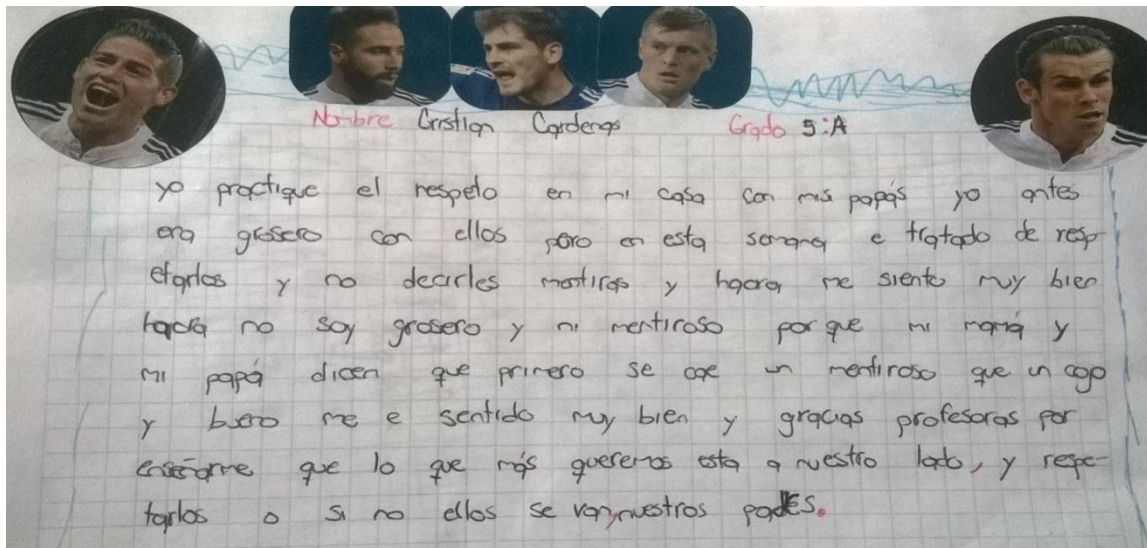 Nombre Cristian Cardenas Grado 5:A
yo practique el respeto en mi casa con mis papás yo antes
era grosero con ellos pero en esta semana e tratado de resp
etarlos y no decirles mentiras y haora me siento muy bien
haora no soy grosero y ni mentiroso por que mi mamá y
mi papá dicen que primero se cae un mentiroso que un cojo
y bueno me e sentido muy bien y gracias profesoras por
enseñarme que lo que más queremos esta a nuestro lado, y respe-
tarlos o si no ellos se van, nuestros padres.